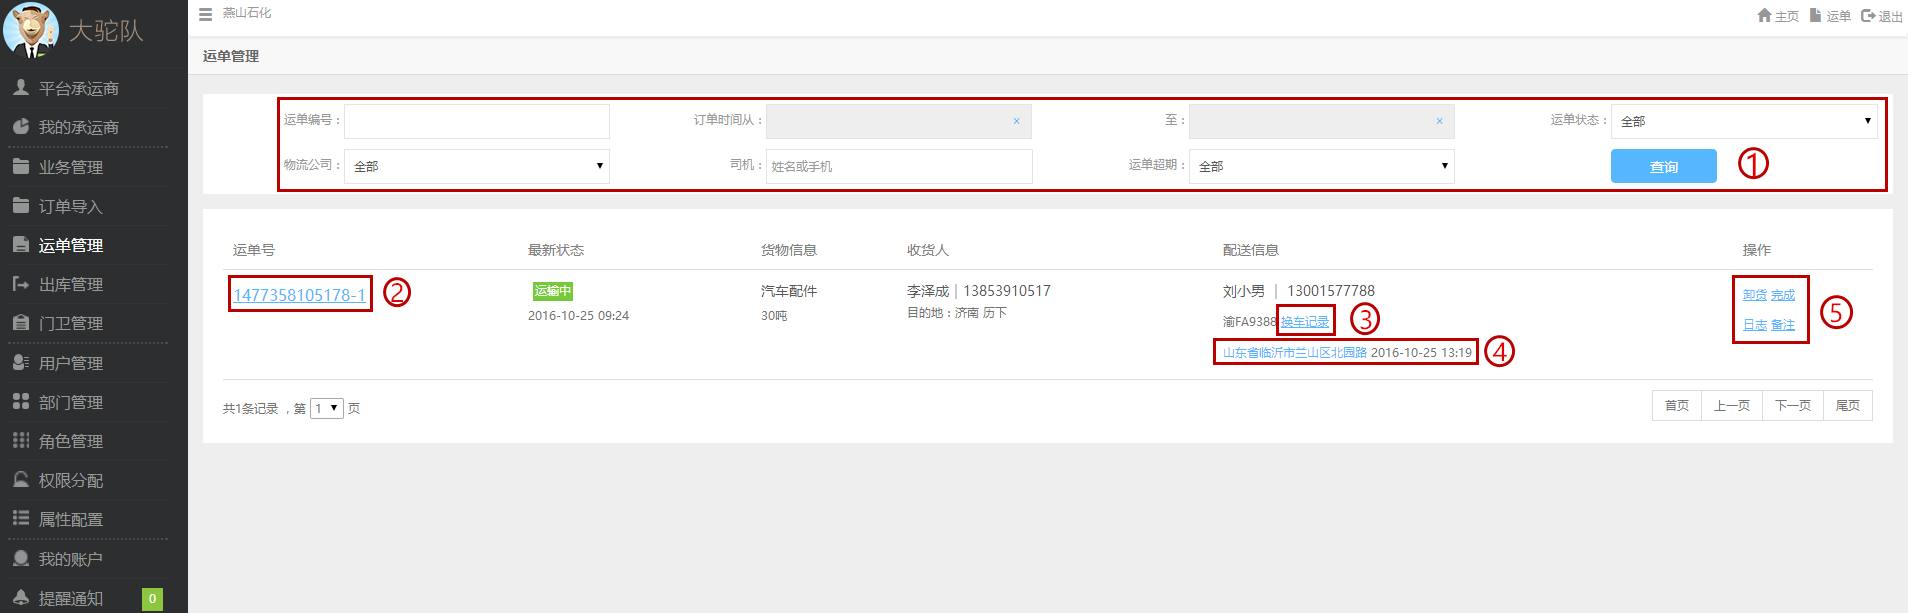 大驼队
燕山石化
主页 运单 退出
运单管理
平台承运商
我的承运商
业务管理
订单导入
运单管理
出库管理
门卫管理
用户管理
部门管理
角色管理
权限分配
属性配置
我的账户
提醒通知 0
运单编号： 订单时间从： × 至： × 运单状态： 全部
物流公司： 全部 司机： 姓名或手机 运单超期： 全部 查询 ①
运单号 最新状态 货物信息 收货人 配送信息 操作
1477358105178-1 ② 运输中 汽车配件 李泽成 | 13853910517 刘小男 | 13001577788 卸货 完成
2016-10-25 09:24 30吨 目的地：济南 历下 渝FA9388 换车记录 ③ 日志 备注 ⑤
山东省临沂市兰山区北园路 2016-10-25 13:19 ④
共1条记录 ，第 1 页 首页 上一页 下一页 尾页